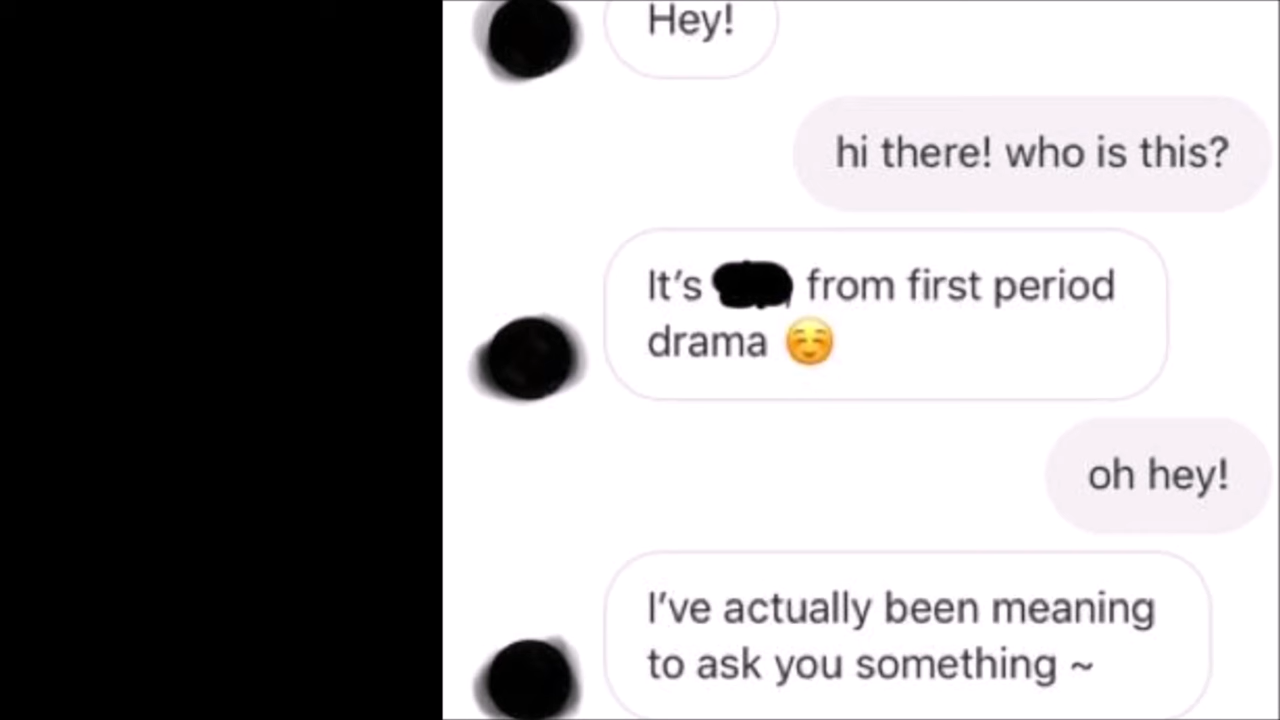 Hey!
hi there! who is this?
It’s from first period
drama ☺️
oh hey!
I’ve actually been meaning
to ask you something ~